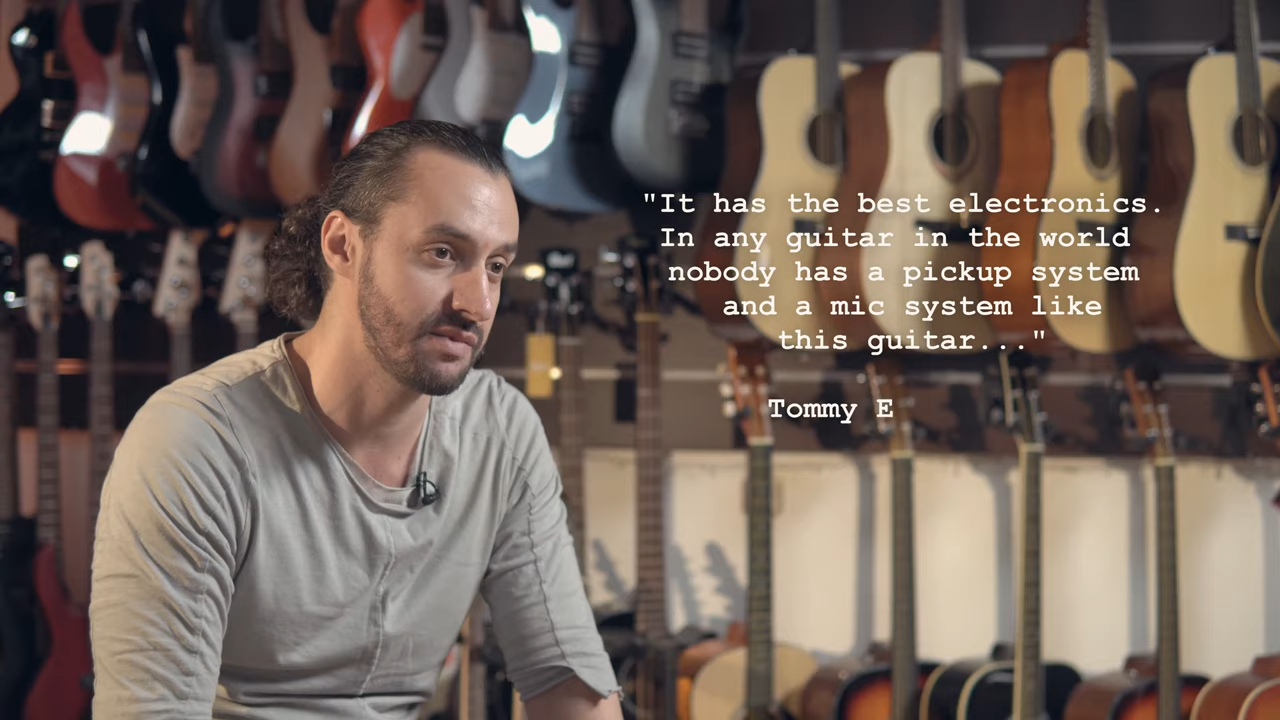 "It has the best electronics.
In any guitar in the world
nobody has a pickup system
and a mic system like
this guitar..."
Tommy E